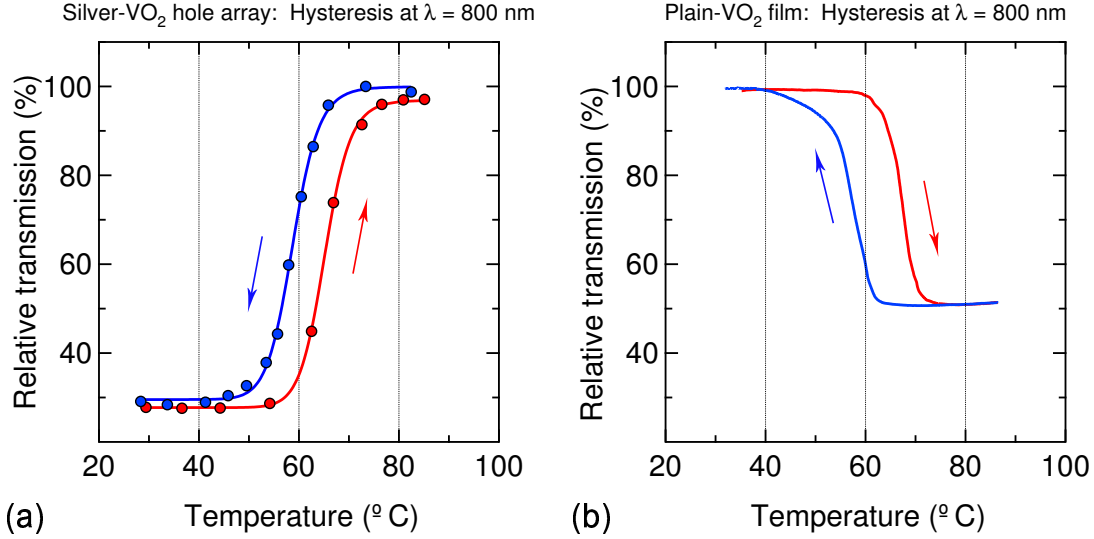 Silver-VO₂ hole array: Hysteresis at λ = 800 nm
Relative transmission (%)
100
80
60
40
20
40
60
80
100
(a)
Temperature (º C)
Plain-VO₂ film: Hysteresis at λ = 800 nm
Relative transmission (%)
100
80
60
40
20
40
60
80
100
(b)
Temperature (º C)